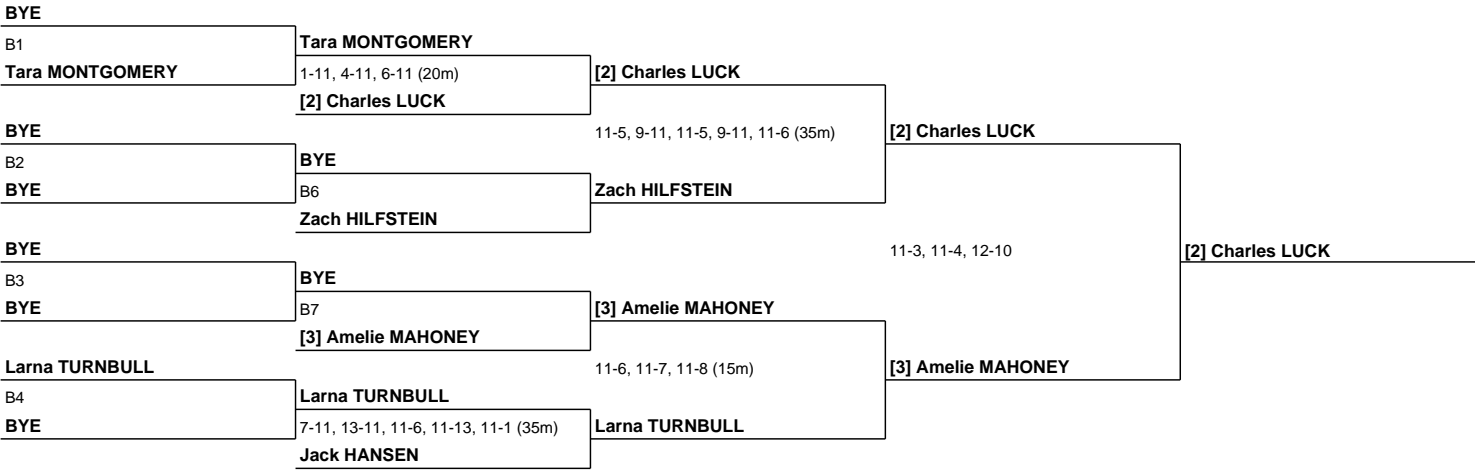 BYE
B1
Tara MONTGOMERY
BYE
B2
BYE
BYE
B3
BYE
Larna TURNBULL
B4
BYE
Tara MONTGOMERY
1-11, 4-11, 6-11 (20m)
[2] Charles LUCK
BYE
B6
Zach HILFSTEIN
BYE
B7
[3] Amelie MAHONEY
Larna TURNBULL
7-11, 13-11, 11-6, 11-13, 11-1 (35m)
Jack HANSEN
[2] Charles LUCK
11-5, 9-11, 11-5, 9-11, 11-6 (35m)
Zach HILFSTEIN
[3] Amelie MAHONEY
11-6, 11-7, 11-8 (15m)
Larna TURNBULL
[2] Charles LUCK
11-3, 11-4, 12-10
[3] Amelie MAHONEY
[2] Charles LUCK